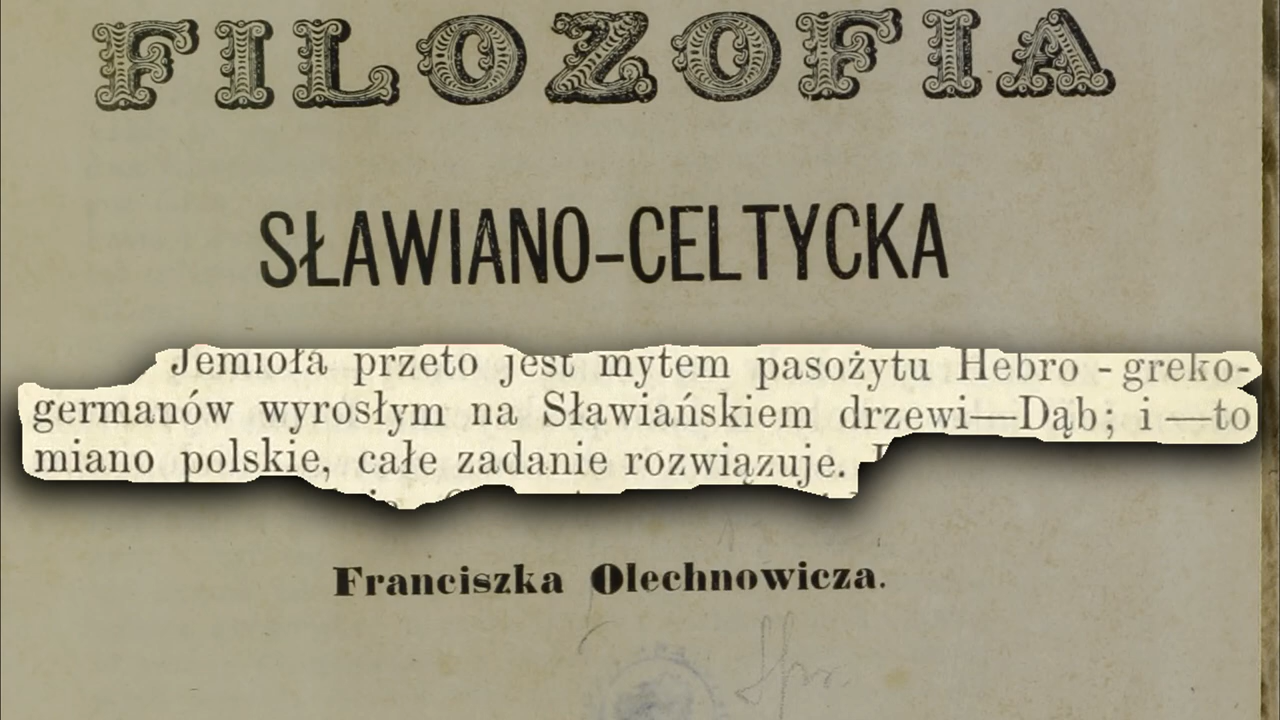 FILOZOFIA
SŁAWIANO-CELTYCKA
Jemioła przeto jest mytem pasożytu Hebro - greko-
germanów wyrosłym na Sławiańskiem drzewi—Dąb; i —to
miano polskie, całe zadanie rozwiązuje.
Franciszka Olechnowicza.